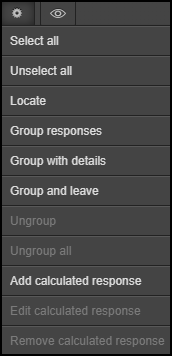 Select all
Unselect all
Locate
Group responses
Group with details
Group and leave
Ungroup
Ungroup all
Add calculated response
Edit calculated response
Remove calculated response